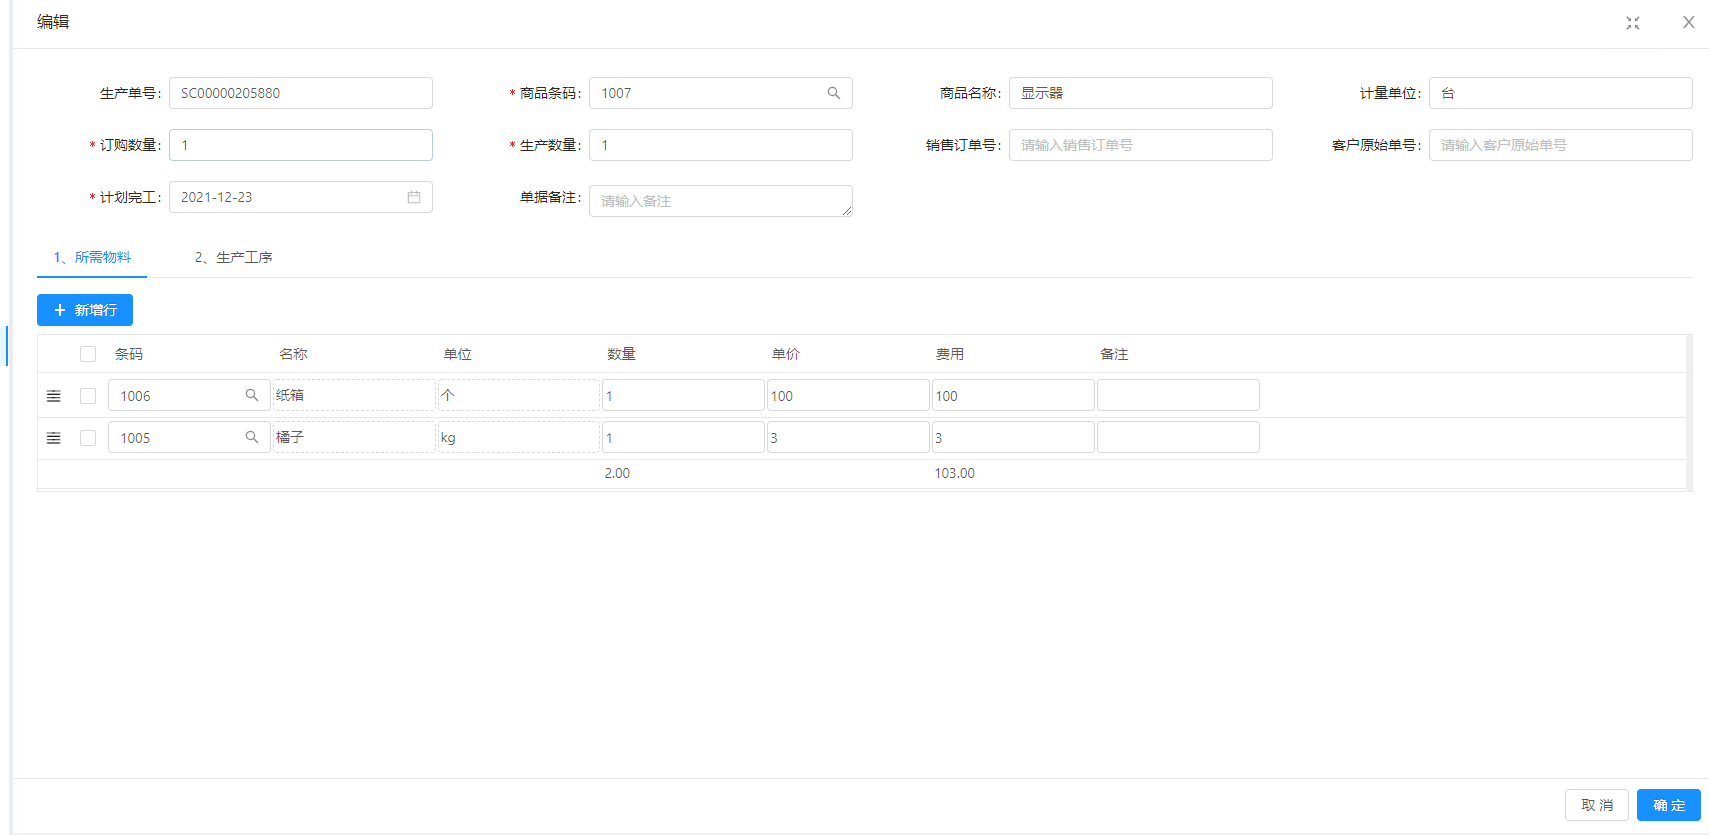 编辑
生产单号: SC00000205880 * 商品条码: 1007 商品名称: 显示器 计量单位: 台
* 订购数量: 1 * 生产数量: 1 销售订单号: 请输入销售订单号 客户原始单号: 请输入客户原始单号
* 计划完工: 2021-12-23 单据备注: 请输入备注
1、所需物料 2、生产工序
+ 新增行
条码 名称 单位 数量 单价 费用 备注
1006 纸箱 个 1 100 100
1005 橘子 kg 1 3 3
2.00 103.00
取 消 确 定